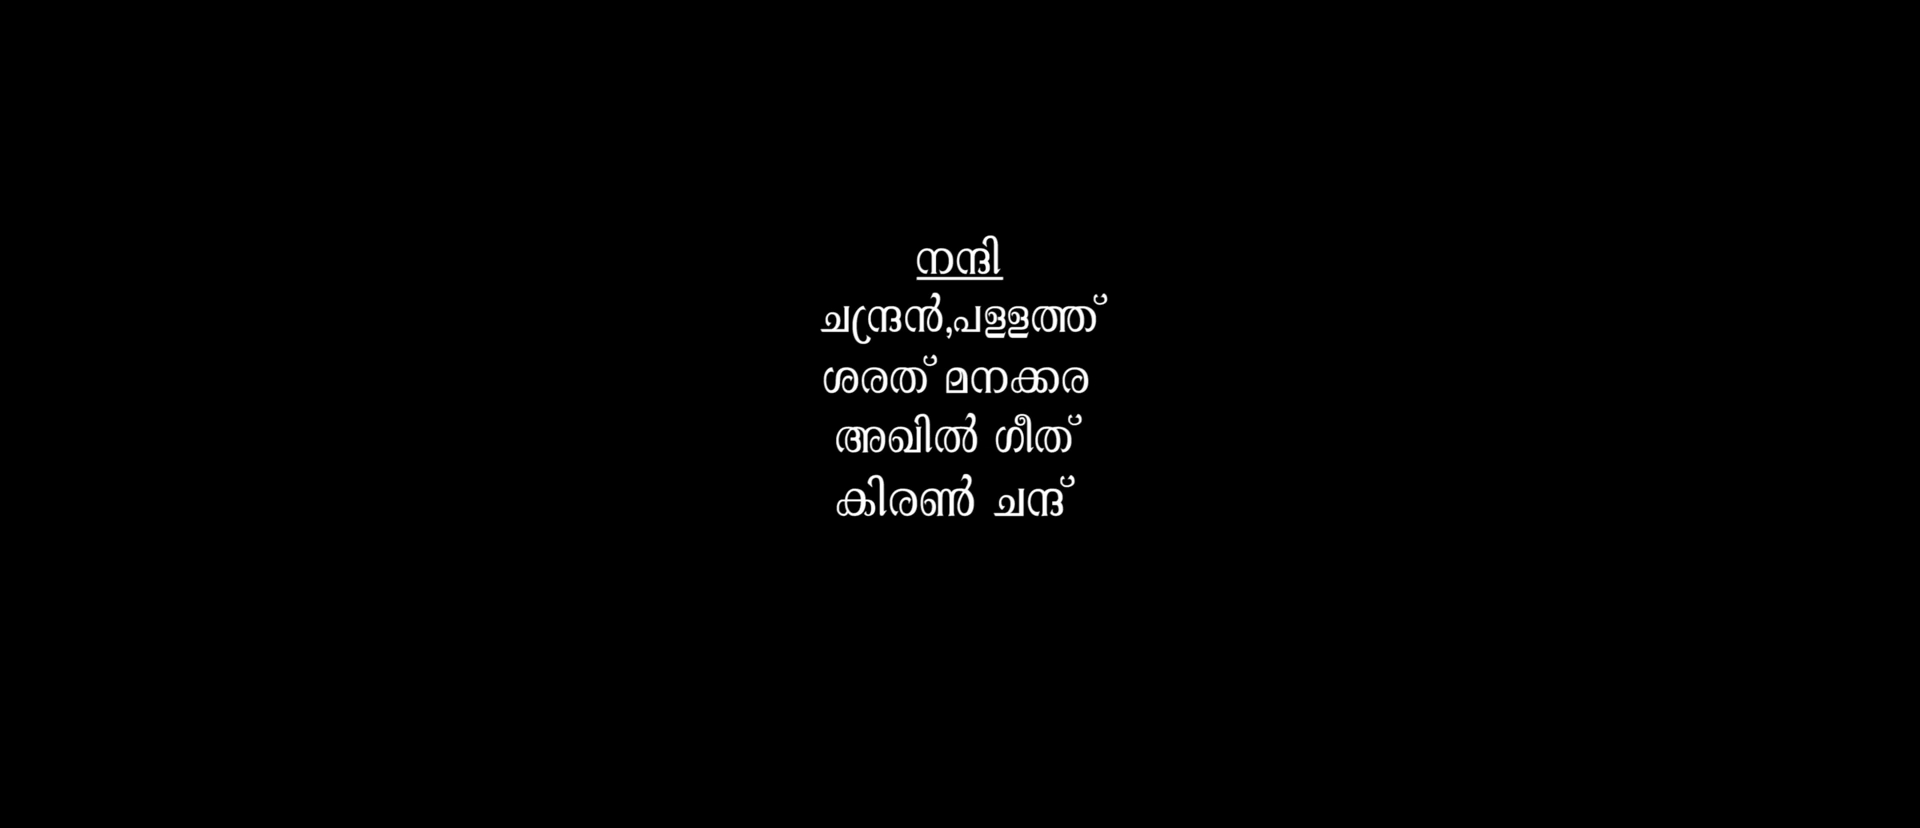 നന്ദി
ചന്ദ്രൻ,പള്ളത്ത്
ശരത് മനക്കര
അഖിൽ ഗീത്
കിരൺ ചന്ദ്